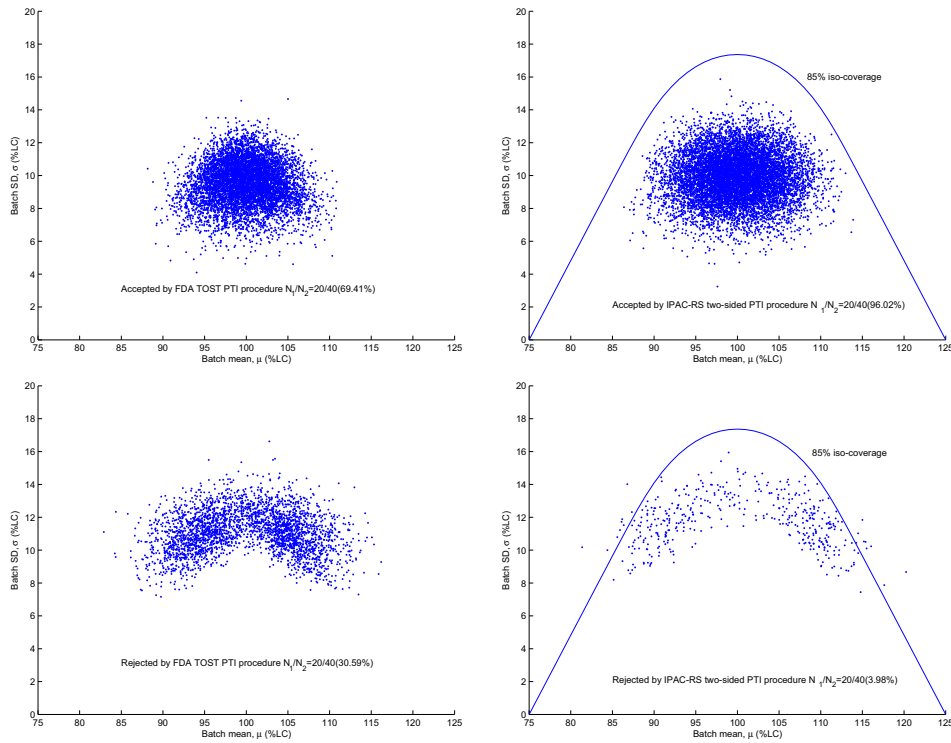 20
18
16
14
12
10
8
6
4
2
0
Batch SD, σ (%LC)
Accepted by FDA TOST PTI procedure N1/N2=20/40(69.41%)
75 80 85 90 95 100 105 110 115 120 125
Batch mean, μ (%LC)
20
18
16
14
12
10
8
6
4
2
0
Batch SD, σ (%LC)
85% iso-coverage
Accepted by IPAC-RS two-sided PTI procedure N 1/N2=20/40(96.02%)
75 80 85 90 95 100 105 110 115 120 125
Batch mean, μ (%LC)
20
18
16
14
12
10
8
6
4
2
0
Batch SD, σ (%LC)
Rejected by FDA TOST PTI procedure N1/N2=20/40(30.59%)
75 80 85 90 95 100 105 110 115 120 125
Batch mean, μ (%LC)
20
18
16
14
12
10
8
6
4
2
0
Batch SD, σ (%LC)
85% iso-coverage
Rejected by IPAC-RS two-sided PTI procedure N 1/N2=20/40(3.98%)
75 80 85 90 95 100 105 110 115 120 125
Batch mean, μ (%LC)